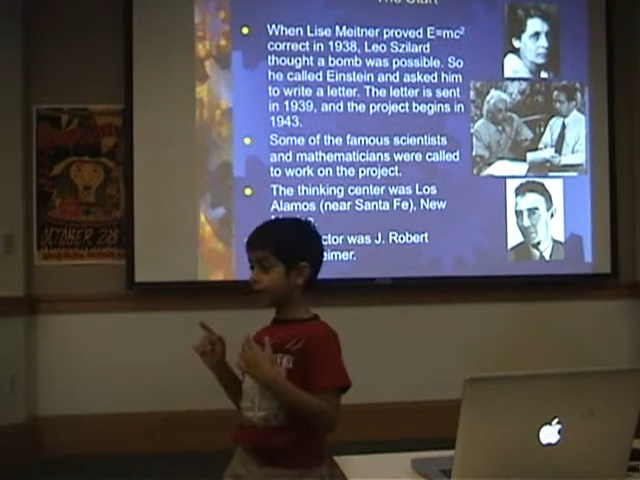 The Start
When Lise Meitner proved E=mc²
correct in 1938, Leo Szilard
thought a bomb was possible. So
he called Einstein and asked him
to write a letter. The letter is sent
in 1939, and the project begins in
1943.
Some of the famous scientists
and mathematicians were called
to work on the project.
The thinking center was Los
Alamos (near Santa Fe), New
was J. Robert
OCTOBER 28